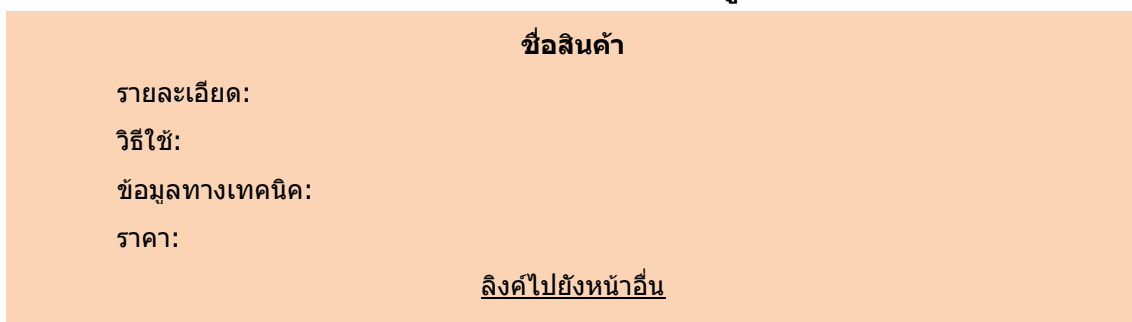 ชื่อสินค้า
รายละเอียด:
วิธีใช้:
ข้อมูลทางเทคนิค:
ราคา:
ลิงค์ไปยังหน้าอื่น